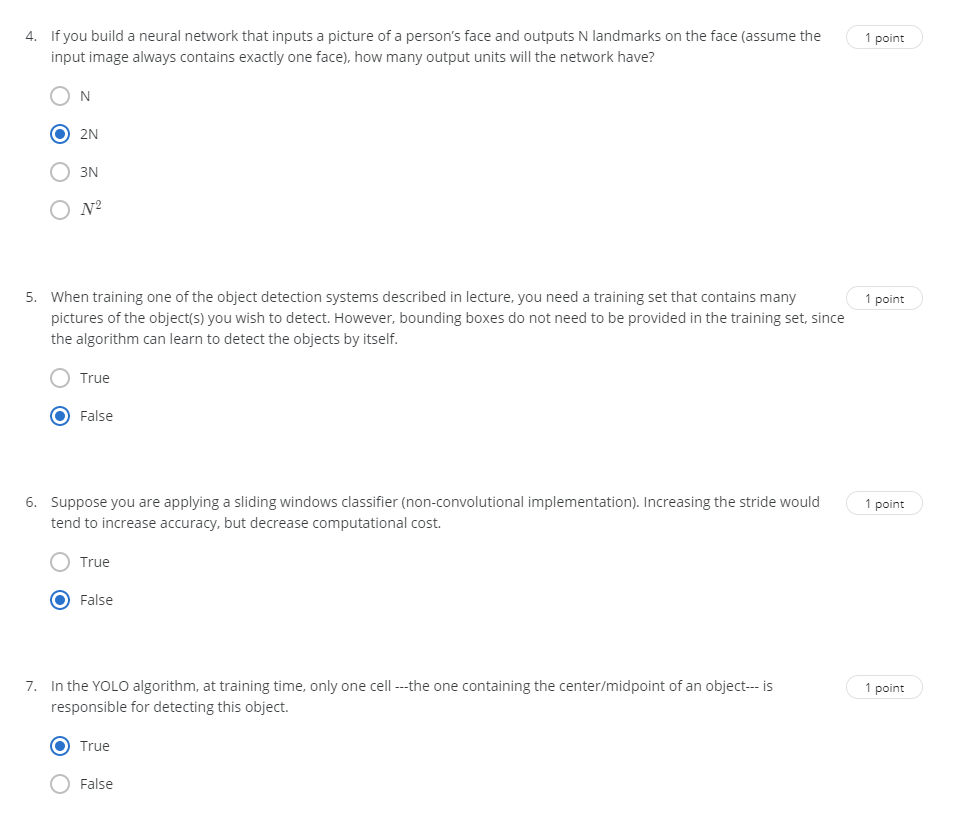 4. If you build a neural network that inputs a picture of a person's face and outputs N landmarks on the face (assume the
input image always contains exactly one face), how many output units will the network have?
1 point
N
2N
3N
N²
5. When training one of the object detection systems described in lecture, you need a training set that contains many
pictures of the object(s) you wish to detect. However, bounding boxes do not need to be provided in the training set, since
the algorithm can learn to detect the objects by itself.
1 point
True
False
6. Suppose you are applying a sliding windows classifier (non-convolutional implementation). Increasing the stride would
tend to increase accuracy, but decrease computational cost.
1 point
True
False
7. In the YOLO algorithm, at training time, only one cell ---the one containing the center/midpoint of an object--- is
responsible for detecting this object.
1 point
True
False